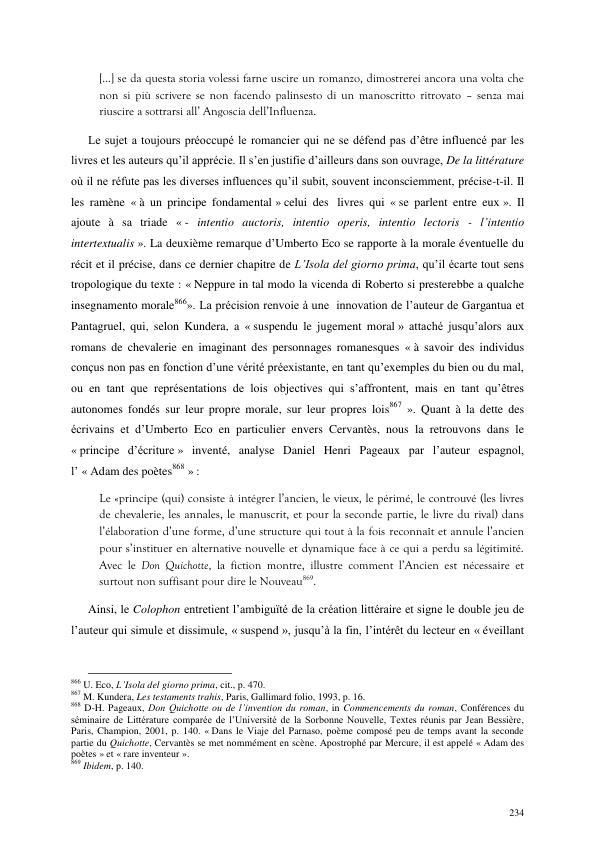 [...] se da questa storia volessi farne uscire un romanzo, dimostrerei ancora una volta che
non si più scrivere se non facendo palinsesto di un manoscritto ritrovato – senza mai
riuscire a sottrarsi all' Angoscia dell'Influenza.
Le sujet a toujours préoccupé le romancier qui ne se défend pas d'être influencé par les
livres et les auteurs qu'il apprécie. Il s'en justifie d'ailleurs dans son ouvrage, De la littérature
où il ne réfute pas les diverses influences qu'il subit, souvent inconsciemment, précise-t-il. Il
les ramène « à un principe fondamental » celui des livres qui « se parlent entre eux ». Il
ajoute à sa triade « - intentio auctoris, intentio operis, intentio lectoris - l'intentio
intertextualis ». La deuxième remarque d'Umberto Eco se rapporte à la morale éventuelle du
récit et il précise, dans ce dernier chapitre de L'Isola del giorno prima, qu'il écarte tout sens
tropologique du texte : « Neppure in tal modo la vicenda di Roberto si presterebbe a qualche
insegnamento morale866». La précision renvoie à une innovation de l'auteur de Gargantua et
Pantagruel, qui, selon Kundera, a « suspendu le jugement moral » attaché jusqu'alors aux
romans de chevalerie en imaginant des personnages romanesques « à savoir des individus
conçus non pas en fonction d'une vérité préexistante, en tant qu'exemples du bien ou du mal,
ou en tant que représentations de lois objectives qui s'affrontent, mais en tant qu'êtres
autonomes fondés sur leur propre morale, sur leur propres lois867 ». Quant à la dette des
écrivains et d'Umberto Eco en particulier envers Cervantès, nous la retrouvons dans le
« principe d'écriture » inventé, analyse Daniel Henri Pageaux par l'auteur espagnol,
l' « Adam des poètes868 » :
Le «principe (qui) consiste à intégrer l'ancien, le vieux, le périmé, le controuvé (les livres
de chevalerie, les annales, le manuscrit, et pour la seconde partie, le livre du rival) dans
l'élaboration d'une forme, d'une structure qui tout à la fois reconnaît et annule l'ancien
pour s'instituer en alternative nouvelle et dynamique face à ce qui a perdu sa légitimité.
Avec le Don Quichotte, la fiction montre, illustre comment l'Ancien est nécessaire et
surtout non suffisant pour dire le Nouveau869.
Ainsi, le Colophon entretient l'ambiguïté de la création littéraire et signe le double jeu de
l'auteur qui simule et dissimule, « suspend », jusqu'à la fin, l'intérêt du lecteur en « éveillant
866 U. Eco, L'Isola del giorno prima, cit., p. 470.
867 M. Kundera, Les testaments trahis, Paris, Gallimard folio, 1993, p. 16.
868 D-H. Pageaux, Don Quichotte ou de l'invention du roman, in Commencements du roman, Conférences du
séminaire de Littérature comparée de l'Université de la Sorbonne Nouvelle, Textes réunis par Jean Bessière,
Paris, Champion, 2001, p. 140. « Dans le Viaje del Parnaso, poème composé peu de temps avant la seconde
partie du Quichotte, Cervantès se met nommément en scène. Apostrophé par Mercure, il est appelé « Adam des
poètes » et « rare inventeur ».
869 Ibidem, p. 140.
234